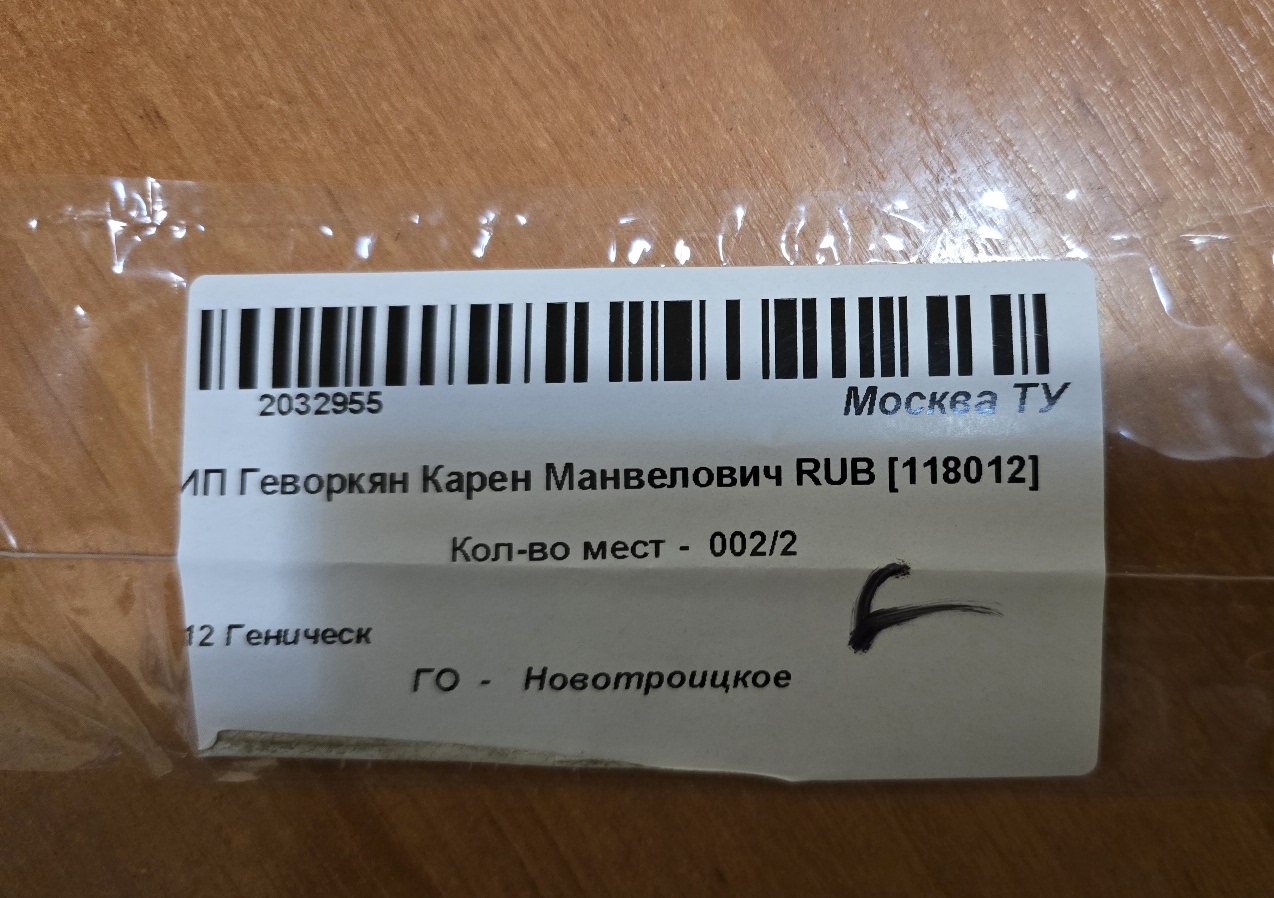 2032955 Москва ТУ
ИП Геворкян Карен Манвелович RUB [118012]
Кол-во мест - 002/2
12 Геническ
ГО - Новотроицкое